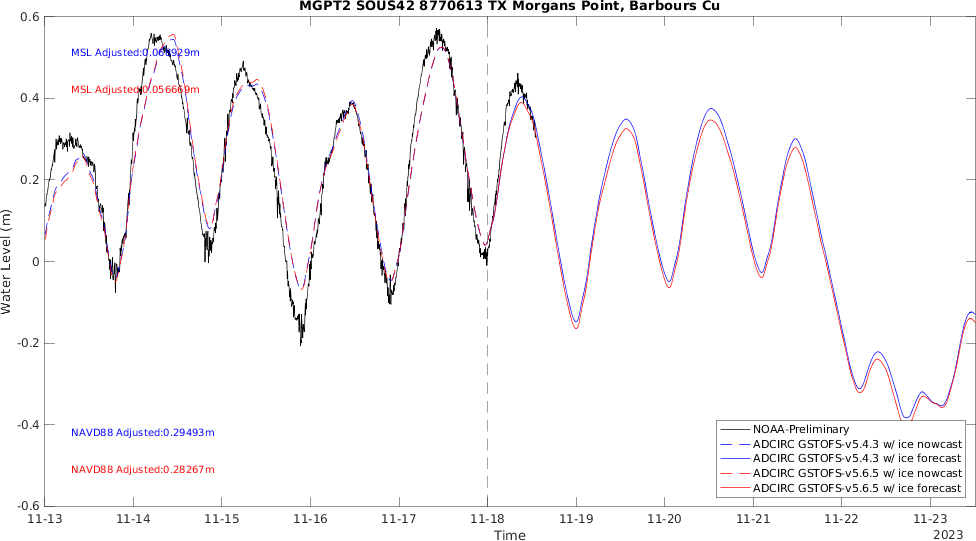 MGPT2 SOUS42 8770613 TX Morgans Point, Barbours Cu
0.6
0.4
0.2
0
-0.2
-0.4
-0.6
Water Level (m)
MSL Adjusted:0.068929m
MSL Adjusted:0.056669m
NAVD88 Adjusted:0.29493m
NAVD88 Adjusted:0.28267m
NOAA-Preliminary
ADCIRC GSTOFS-v5.4.3 w/ ice nowcast
ADCIRC GSTOFS-v5.4.3 w/ ice forecast
ADCIRC GSTOFS-v5.6.5 w/ ice nowcast
ADCIRC GSTOFS-v5.6.5 w/ ice forecast
11-13 11-14 11-15 11-16 11-17 11-18 11-19 11-20 11-21 11-22 11-23
Time
2023